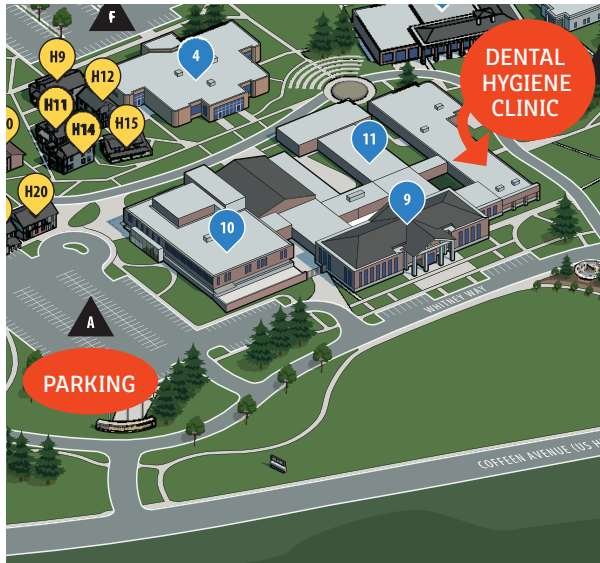 F
4
H9
H12
H11
H14
H15
DENTAL
HYGIENE
CLINIC
11
H20
9
10
A
WHITNEY WAY
PARKING
COFFEEN AVENUE (US H